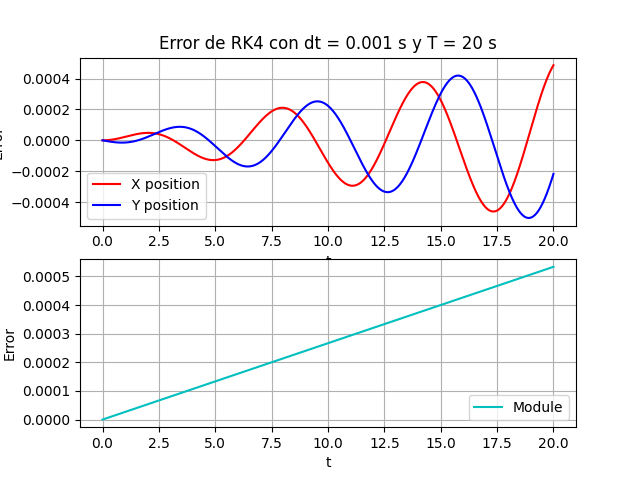 Error de RK4 con dt = 0.001 s y T = 20 s
0.0004
0.0002
0.0000
−0.0002
−0.0004
X position
Y position
0.0 2.5 5.0 7.5 10.0 12.5 15.0 17.5 20.0
0.0005
0.0004
0.0003
0.0002
0.0001
0.0000
Error
Module
0.0 2.5 5.0 7.5 10.0 12.5 15.0 17.5 20.0
t